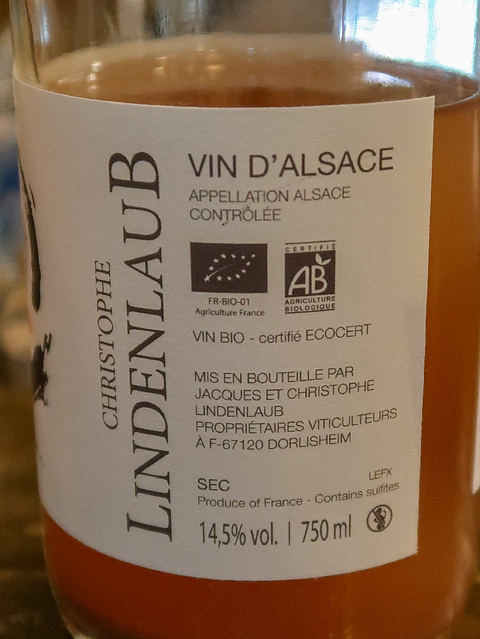 CHRISTOPHE
LINDENLAUB
VIN D'ALSACE
APPELLATION ALSACE
CONTRÔLÉE
FR-BIO-01
Agriculture France
CERTIFIÉ
AB
AGRICULTURE
BIOLOGIQUE
VIN BIO - certifié ECOCERT
MIS EN BOUTEILLE PAR
JACQUES ET CHRISTOPHE
LINDENLAUB
PROPRIÉTAIRES VITICULTEURS
À F-67120 DORLISHEIM
SEC
LEFX
Produce of France - Contains sulfites
14,5% vol. | 750 ml